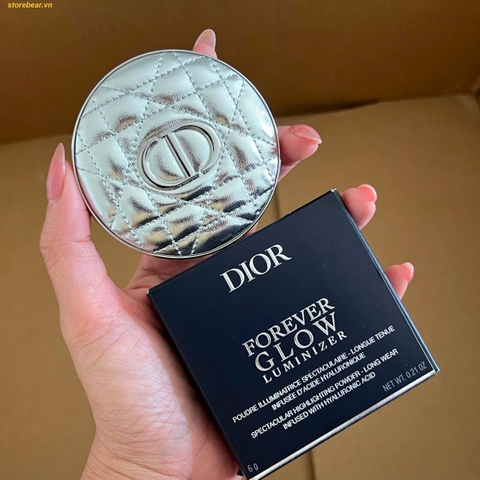 storebear.vn
CD
DIOR
FOREVER
GLOW
LUMINIZER
POUDRE ILLUMINATRICE SPECTACULAIRE - LONGUE TENUE
INFUSÉE D'ACIDE HYALURONIQUE
SPECTACULAR HIGHLIGHTING POWDER - LONG WEAR
INFUSED WITH HYALURONIC ACID
6 g
NET WT. 0.21 OZ